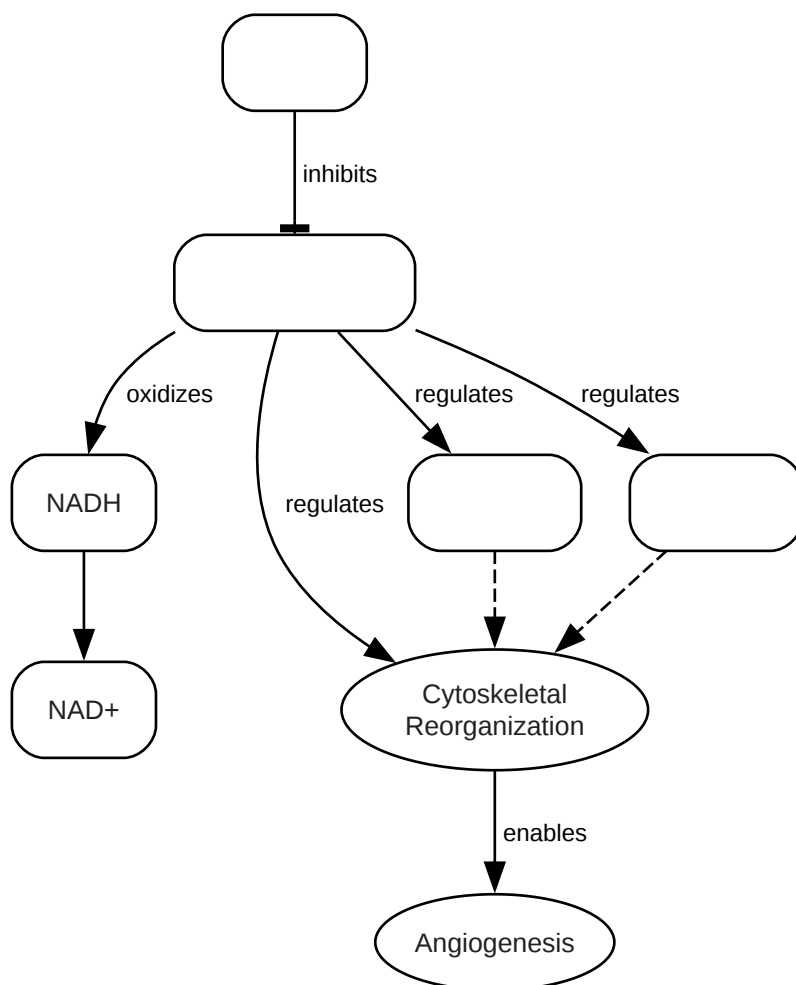 inhibits
oxidizes
regulates
regulates
NADH
regulates
NAD+
Cytoskeletal
Reorganization
enables
Angiogenesis